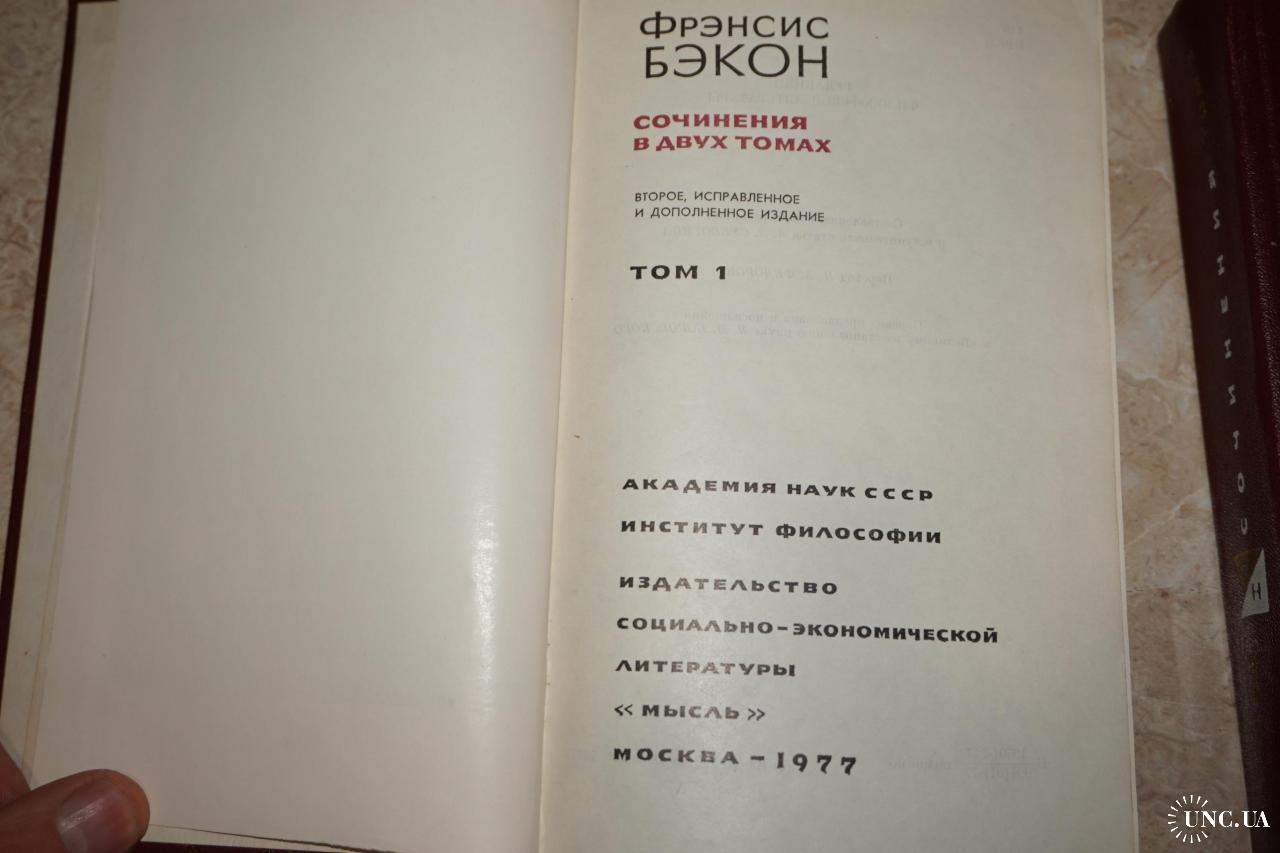 ФРЭНСИС
БЭКОН
СОЧИНЕНИЯ
В ДВУХ ТОМАХ
ВТОРОЕ, ИСПРАВЛЕННОЕ
И ДОПОЛНЕННОЕ ИЗДАНИЕ
ТОМ 1
АКАДЕМИЯ НАУК СССР
ИНСТИТУТ ФИЛОСОФИИ
ИЗДАТЕЛЬСТВО
СОЦИАЛЬНО-ЭКОНОМИЧЕСКОЙ
ЛИТЕРАТУРЫ
«МЫСЛЬ»
МОСКВА - 1977
СОЧИНЕНИЯ
Н
UNC.UA